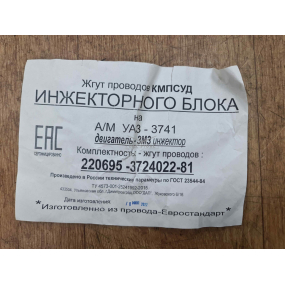 Жгут проводов КМПСУД
ИНЖЕКТОРНОГО БЛОКА
на
А/М УАЗ - 3741
двигатель-ЗМЗ инжектор
Комплектность - жгут проводов :
220695 -3724022-81
EAC
Произведено в России технические параметры по ГОСТ 23544-84
Дата изготовления
*Изготовлено из провода-Евростандарт*